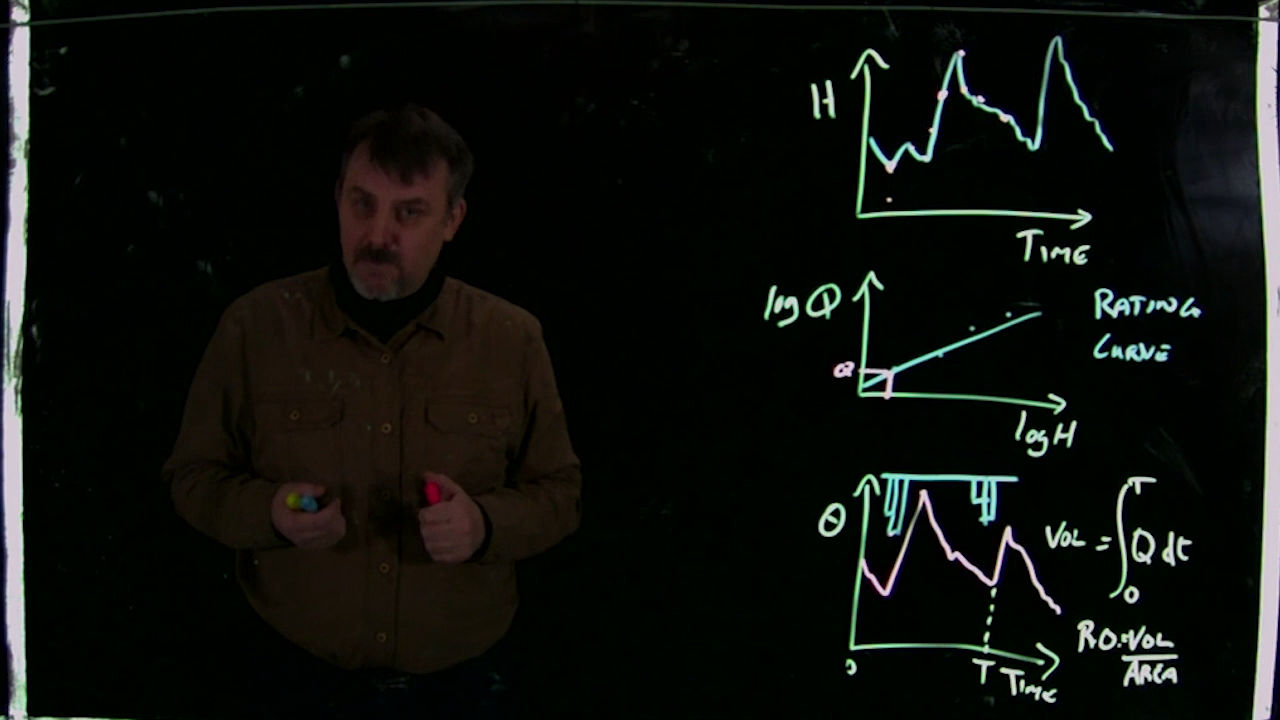 H
TIME
log Q
RATING
CURVE
Q
log H
Q
VOL = ∫₀ᵀ Q dt
R.O. = VOL / AREA
0
T
TIME